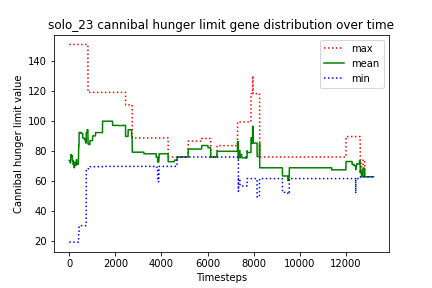 solo_23 cannibal hunger limit gene distribution over time
Cannibal hunger limit value
140
120
100
80
60
40
20
max
mean
min
0
2000
4000
6000
8000
10000
12000
Timesteps